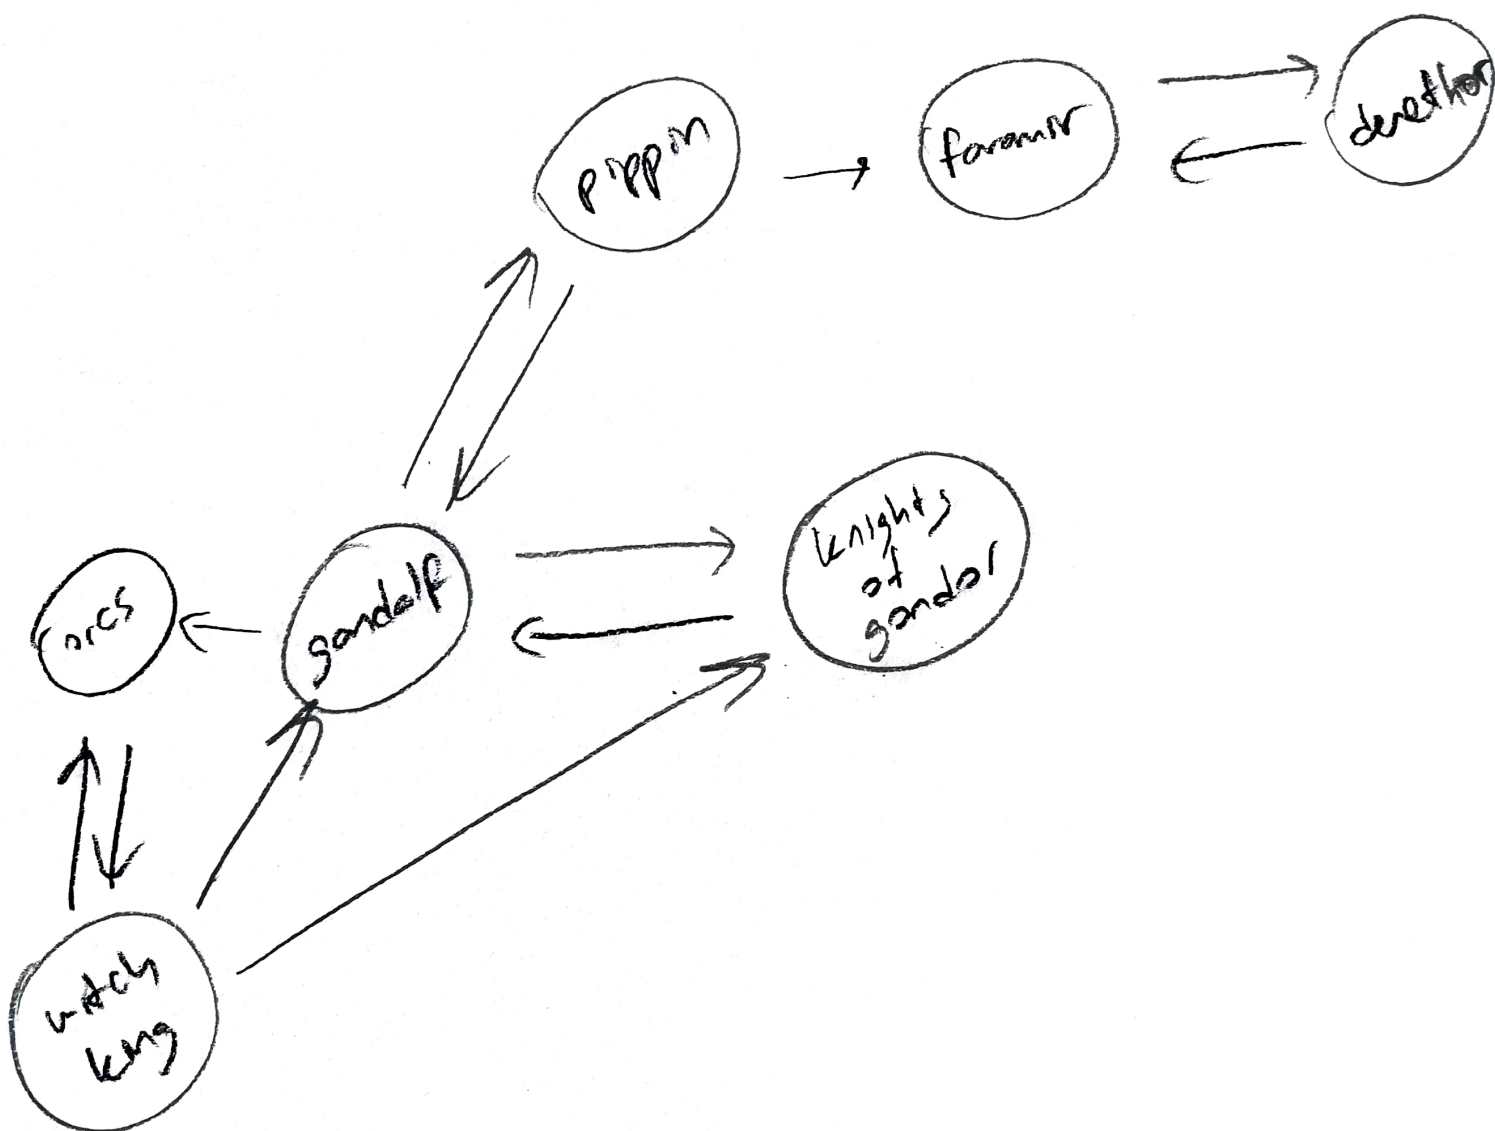 pippin
faramir
denethor
knights
of
gondor
gandalf
orcs
witch
king